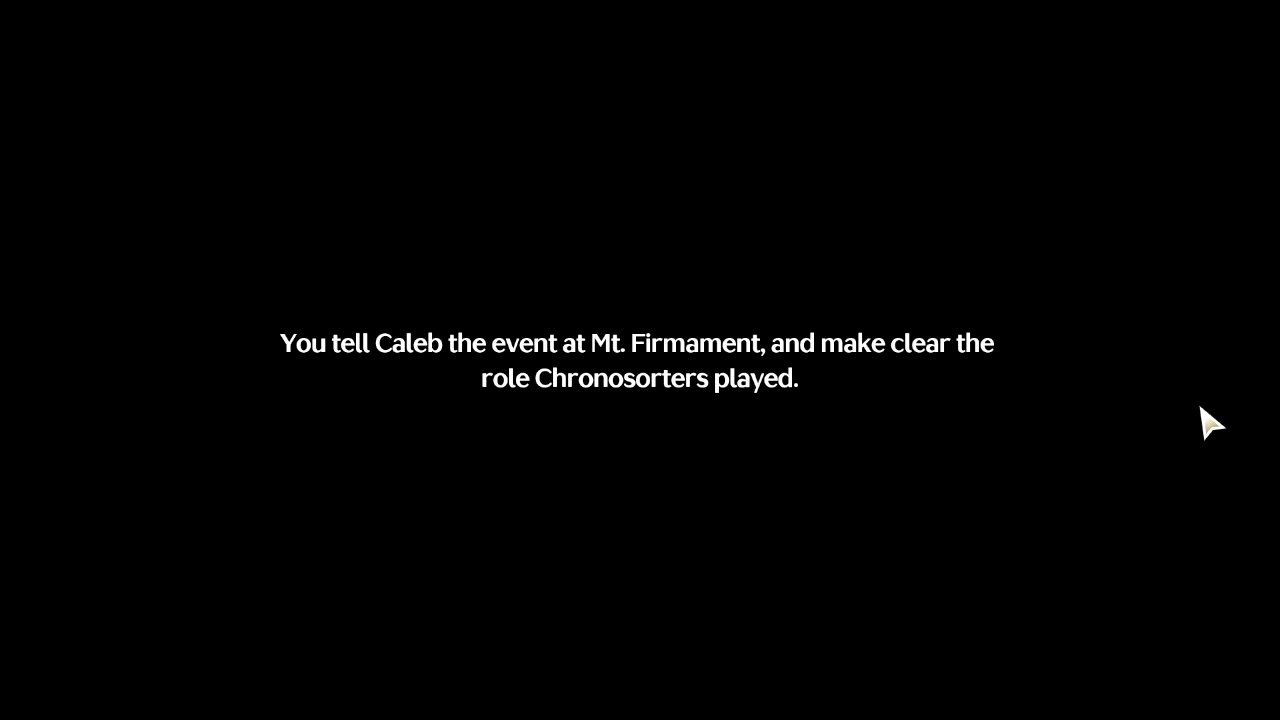 You tell Caleb the event at Mt. Firmament, and make clear the
role Chronosorters played.